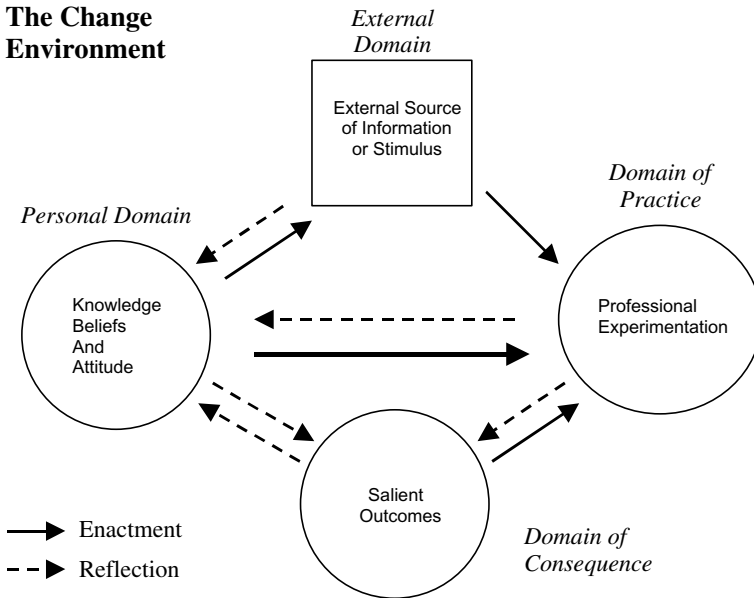 The Change
Environment
External
Domain
External Source
of Information
or Stimulus
Domain of
Practice
Personal Domain
Knowledge
Beliefs
And
Attitude
Professional
Experimentation
Salient
Outcomes
Domain of
Consequence
Enactment
Reflection